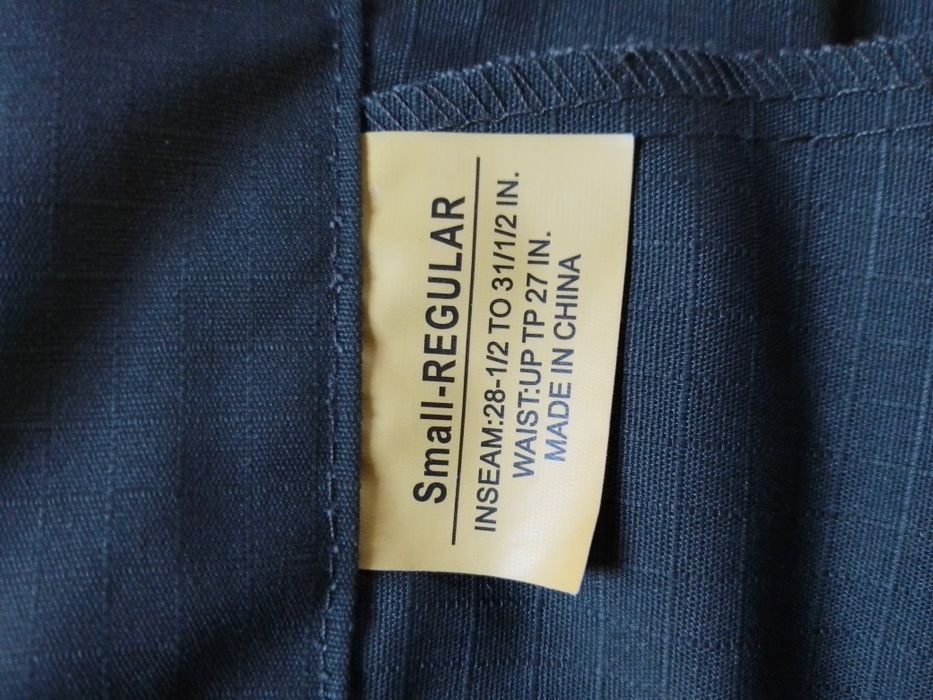 Small-REGULAR
INSEAM:28-1/2 TO 31/1/2 IN.
WAIST:UP TP 27 IN.
MADE IN CHINA